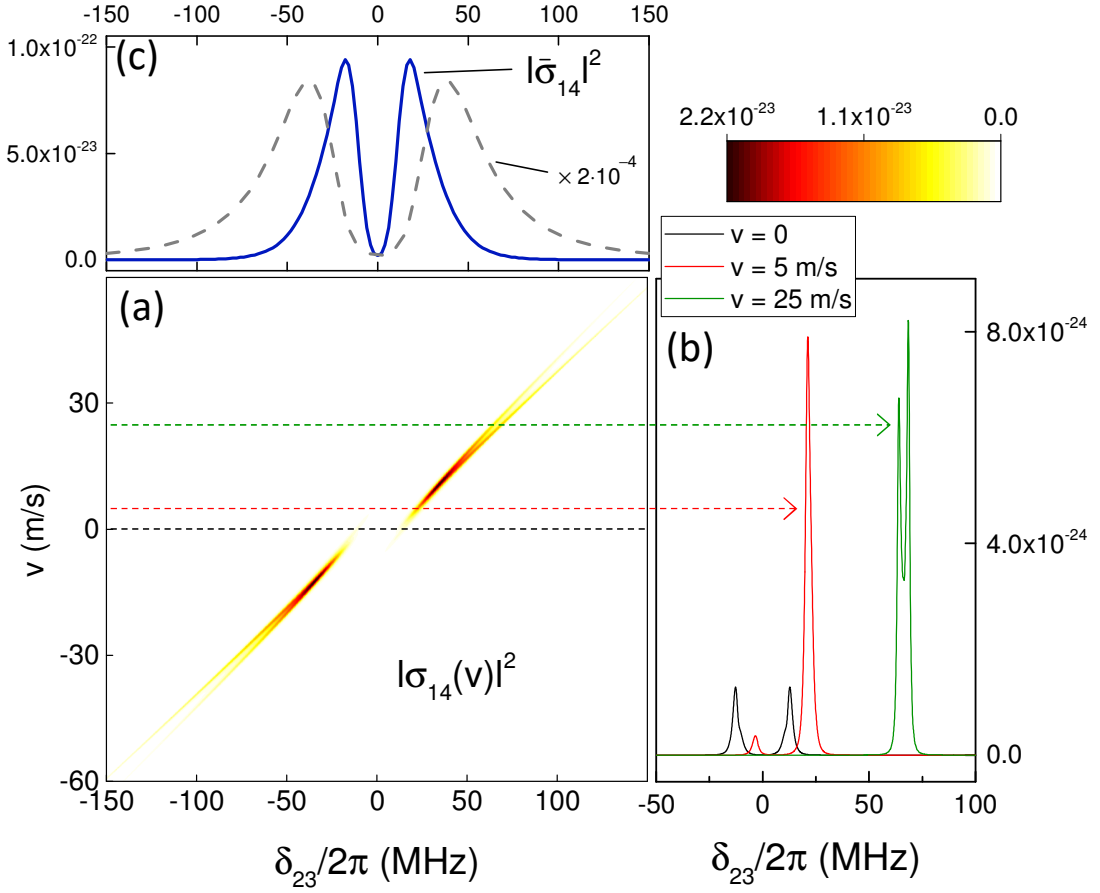 -150 -100 -50 0 50 100 150
(c)
1.0x10⁻²²
5.0x10⁻²³
0.0
|σ̄₁₄|²
× 2·10⁻⁴
2.2x10⁻²³ 1.1x10⁻²³ 0.0
v = 0
v = 5 m/s
v = 25 m/s
(a)
30
0
-30
-60
v (m/s)
|σ₁₄(v)|²
-150 -100 -50 0 50 100 150
δ₂₃/2π (MHz)
(b)
8.0x10⁻²⁴
4.0x10⁻²⁴
0.0
-50 0 50 100
δ₂₃/2π (MHz)